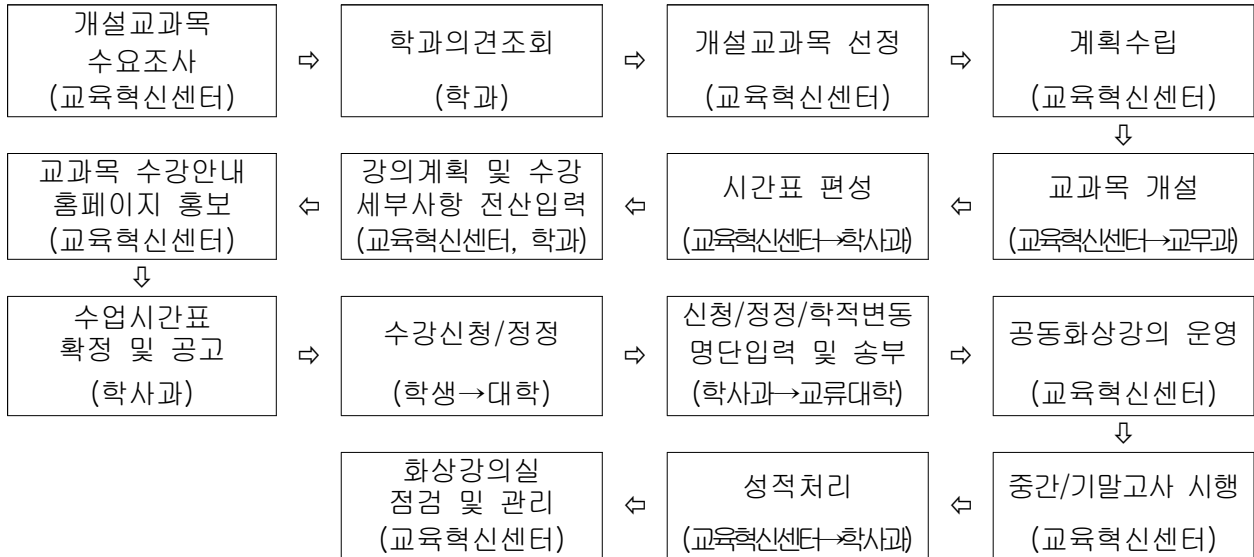 개설교과목
수요조사
(교육혁신센터)
⇨
학과의견조회
(학과)
⇨
개설교과목 선정
(교육혁신센터)
⇨
계획수립
(교육혁신센터)
⇩
교과목 수강안내
홈페이지 홍보
(교육혁신센터)
⇦
강의계획 및 수강
세부사항 전산입력
(교육혁신센터, 학과)
⇦
시간표 편성
(교육혁신센터→학사과)
⇦
교과목 개설
(교육혁신센터→교무과)
⇩
수업시간표
확정 및 공고
(학사과)
⇨
수강신청/정정
(학생→대학)
⇨
신청/정정/학적변동
명단입력 및 송부
(학사과→교류대학)
⇨
공동화상강의 운영
(교육혁신센터)
⇩
화상강의실
점검 및 관리
(교육혁신센터)
⇦
성적처리
(교육혁신센터→학사과)
⇦
중간/기말고사 시행
(교육혁신센터)